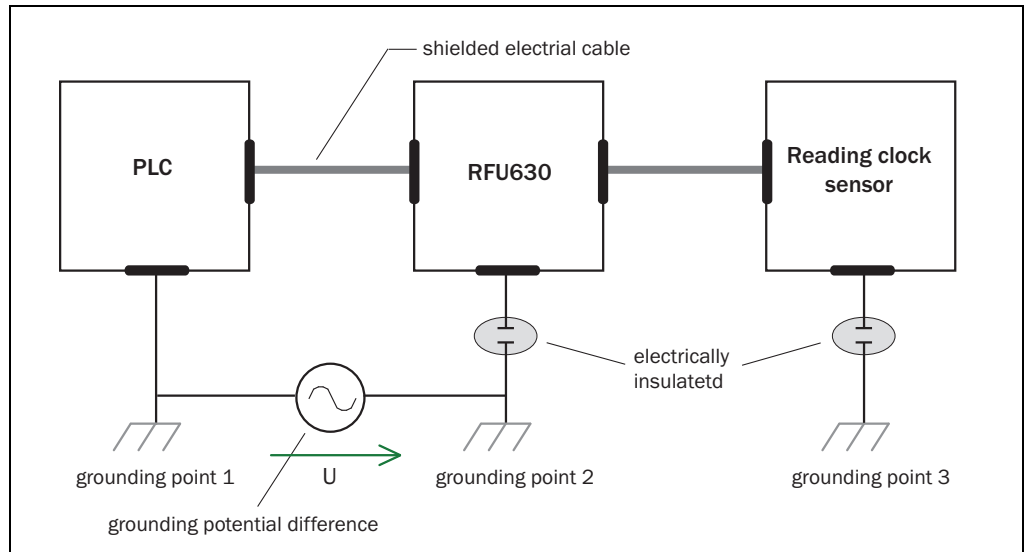 shielded electrial cable
PLC
RFU630
Reading clock
sensor
electrically
insulatetd
grounding point 1
U
grounding point 2
grounding point 3
grounding potential difference